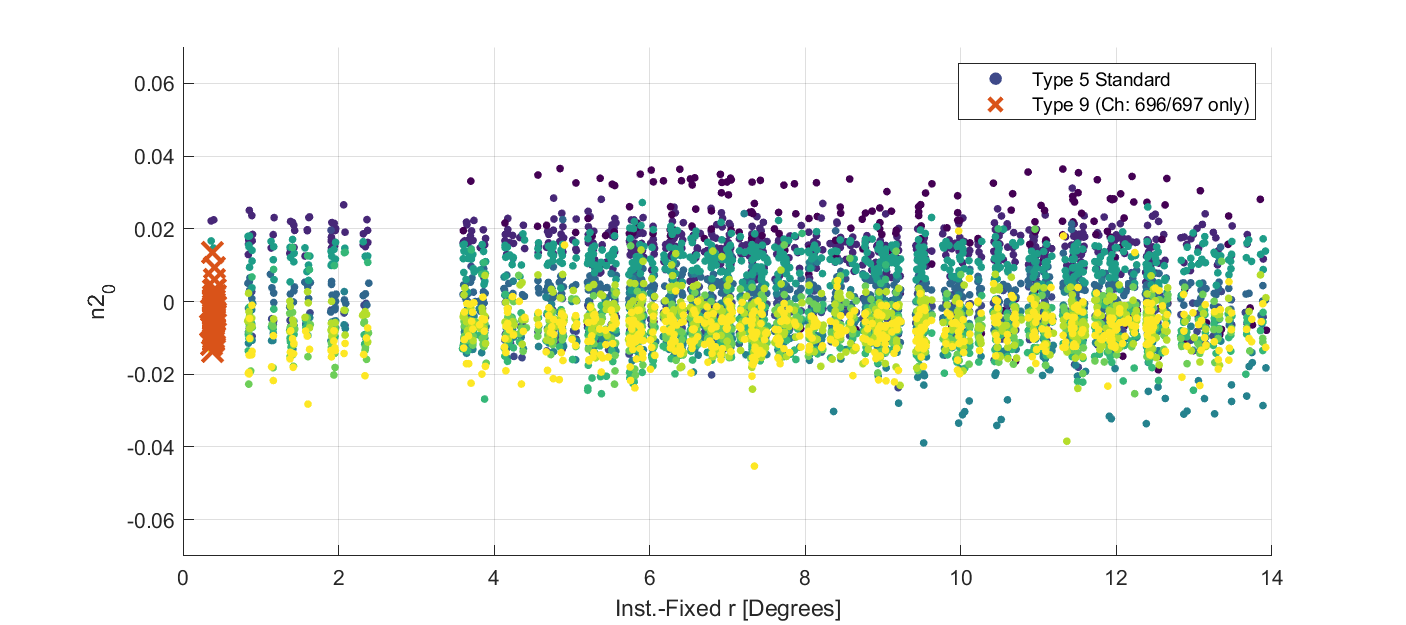 Type 5 Standard
Type 9 (Ch: 696/697 only)
0.06
0.04
0.02
0
-0.02
-0.04
-0.06
n2₀
0 2 4 6 8 10 12 14
Inst.-Fixed r [Degrees]